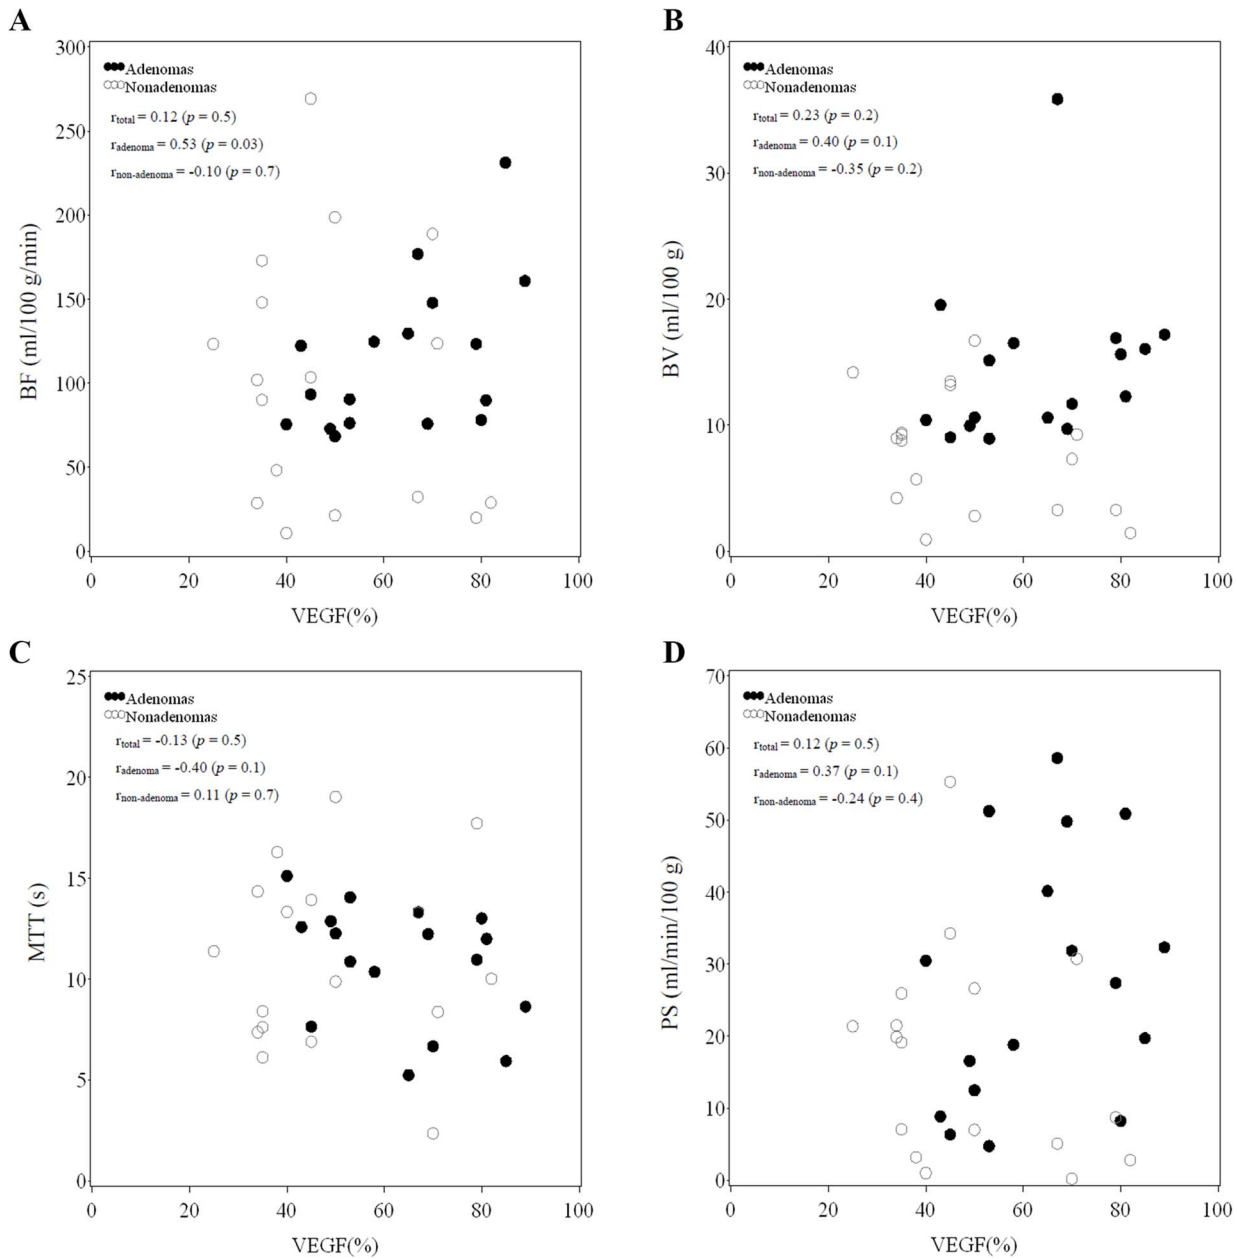 A
BF (ml/100 g/min)
300
250
200
150
100
50
0
Adenomas
Nonadenomas
rtotal = 0.12 (p = 0.5)
radenoma = 0.53 (p = 0.03)
rnon-adenoma = -0.10 (p = 0.7)
0 20 40 60 80 100
VEGF(%)
B
BV (ml/100 g)
40
30
20
10
0
Adenomas
Nonadenomas
rtotal = 0.23 (p = 0.2)
radenoma = 0.40 (p = 0.1)
rnon-adenoma = -0.35 (p = 0.2)
0 20 40 60 80 100
VEGF(%)
C
MTT (s)
25
20
15
10
5
0
Adenomas
Nonadenomas
rtotal = -0.13 (p = 0.5)
radenoma = -0.40 (p = 0.1)
rnon-adenoma = 0.11 (p = 0.7)
0 20 40 60 80 100
VEGF(%)
D
PS (ml/min/100 g)
70
60
50
40
30
20
10
0
Adenomas
Nonadenomas
rtotal = 0.12 (p = 0.5)
radenoma = 0.37 (p = 0.1)
rnon-adenoma = -0.24 (p = 0.4)
0 20 40 60 80 100
VEGF(%)